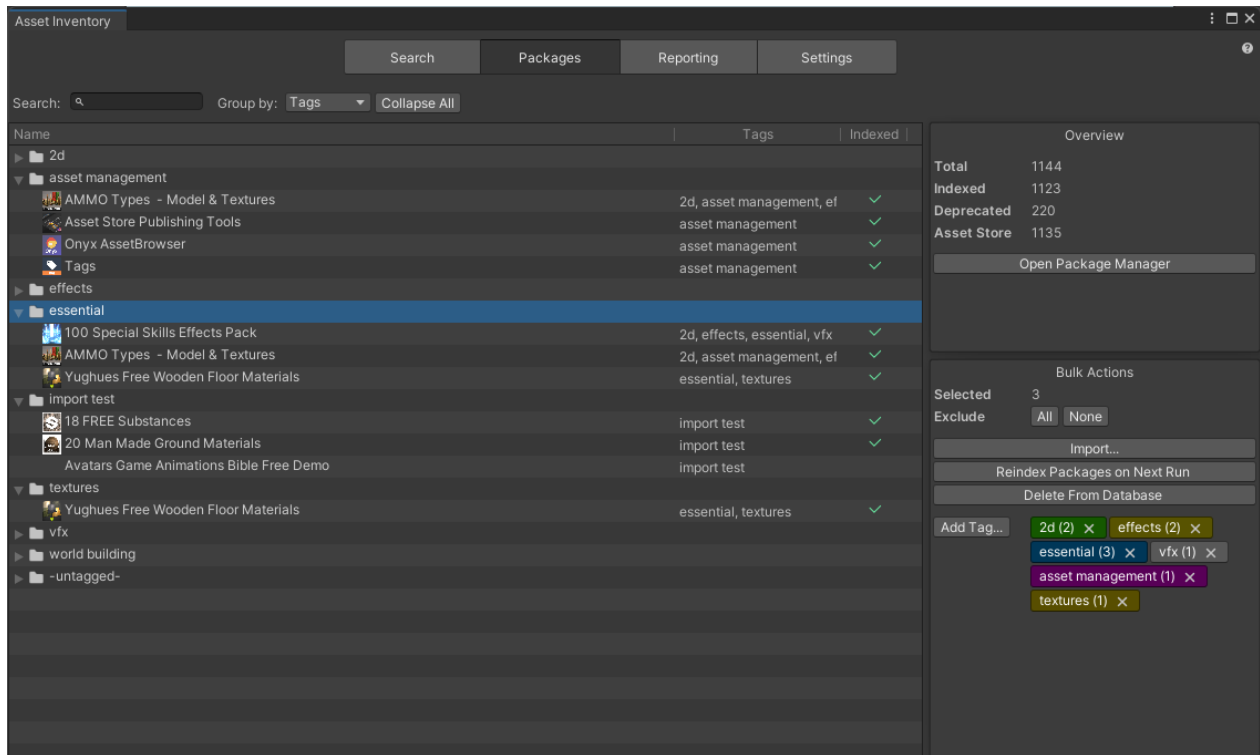 Asset Inventory
Search Packages Reporting Settings
Search: Group by: Tags Collapse All
Name Tags Indexed
2d
asset management
AMMO Types - Model & Textures 2d, asset management, ef
Asset Store Publishing Tools asset management
Onyx AssetBrowser asset management
Tags asset management
effects
essential
100 Special Skills Effects Pack 2d, effects, essential, vfx
AMMO Types - Model & Textures 2d, asset management, ef
Yughues Free Wooden Floor Materials essential, textures
import test
18 FREE Substances import test
20 Man Made Ground Materials import test
Avatars Game Animations Bible Free Demo import test
textures
Yughues Free Wooden Floor Materials essential, textures
vfx
world building
-untagged-
Overview
Total 1144
Indexed 1123
Deprecated 220
Asset Store 1135
Open Package Manager
Bulk Actions
Selected 3
Exclude All None
Import...
Reindex Packages on Next Run
Delete From Database
Add Tag... 2d (2) effects (2)
essential (3) vfx (1)
asset management (1)
textures (1)